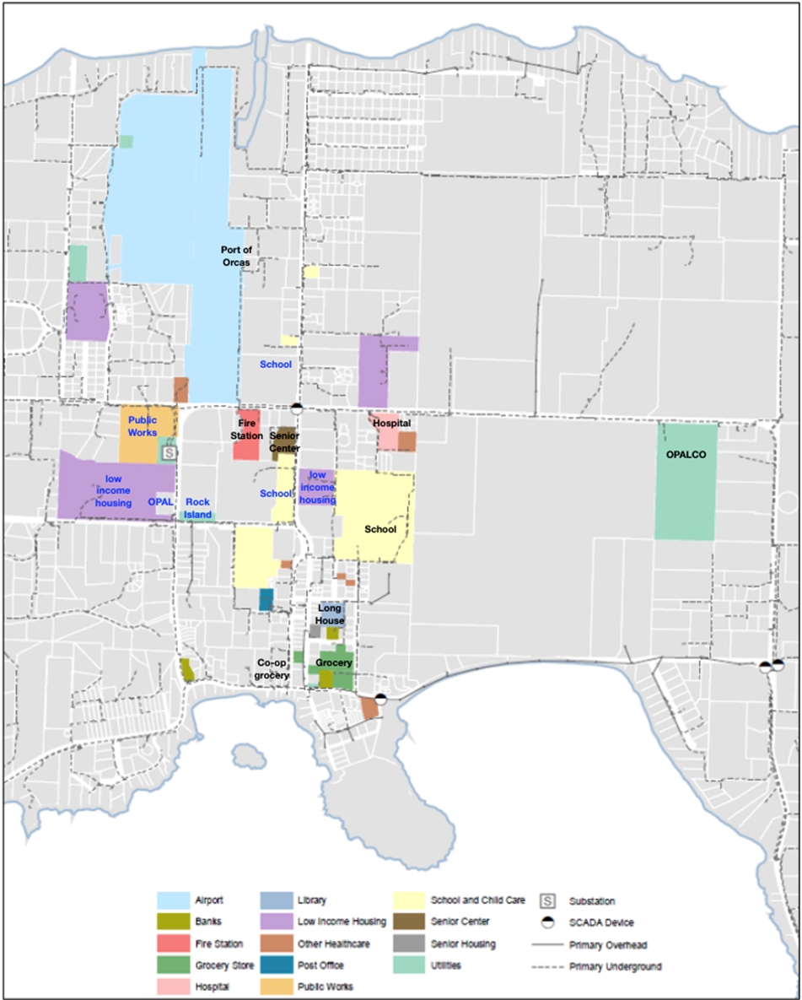 Port of
Orcas
School
Public
Works
Fire
Station
Senior
Center
Hospital
S
OPALCO
low
income
housing
OPAL
Rock
Island
School
low
income
housing
School
Long
House
Co-op
grocery
Grocery
Airport
Banks
Fire Station
Grocery Store
Hospital
Library
Low Income Housing
Other Healthcare
Post Office
Public Works
School and Child Care
Senior Center
Senior Housing
Utilities
S
Substation
SCADA Device
Primary Overhead
Primary Underground